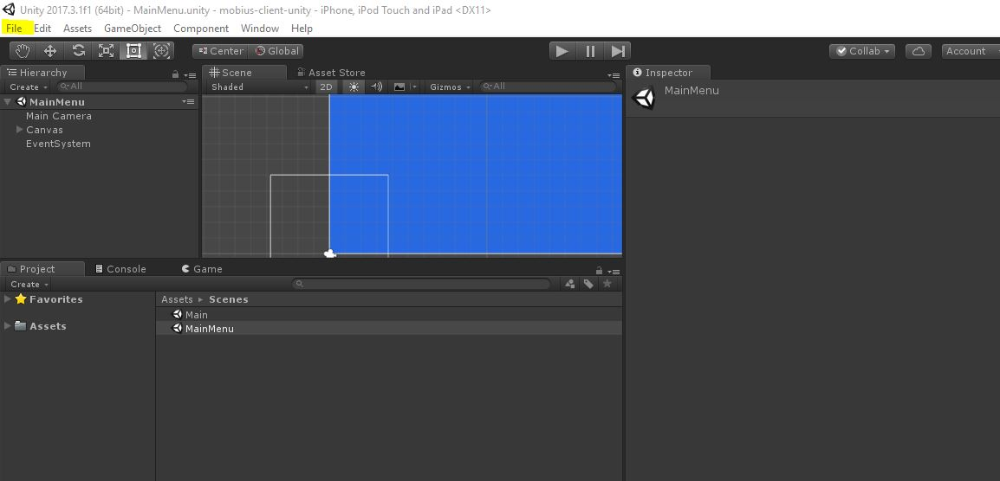 Unity 2017.3.1f1 (64bit) - MainMenu.unity - mobius-client-unity - iPhone, iPod Touch and iPad <DX11>
File Edit Assets GameObject Component Window Help
Center Global Collab Account
Hierarchy
Create All
MainMenu
Main Camera
Canvas
EventSystem
Scene Asset Store
Shaded 2D Gizmos All
Inspector
MainMenu
Project Console Game
Create
Favorites
Assets
Assets ▸ Scenes
Main
MainMenu